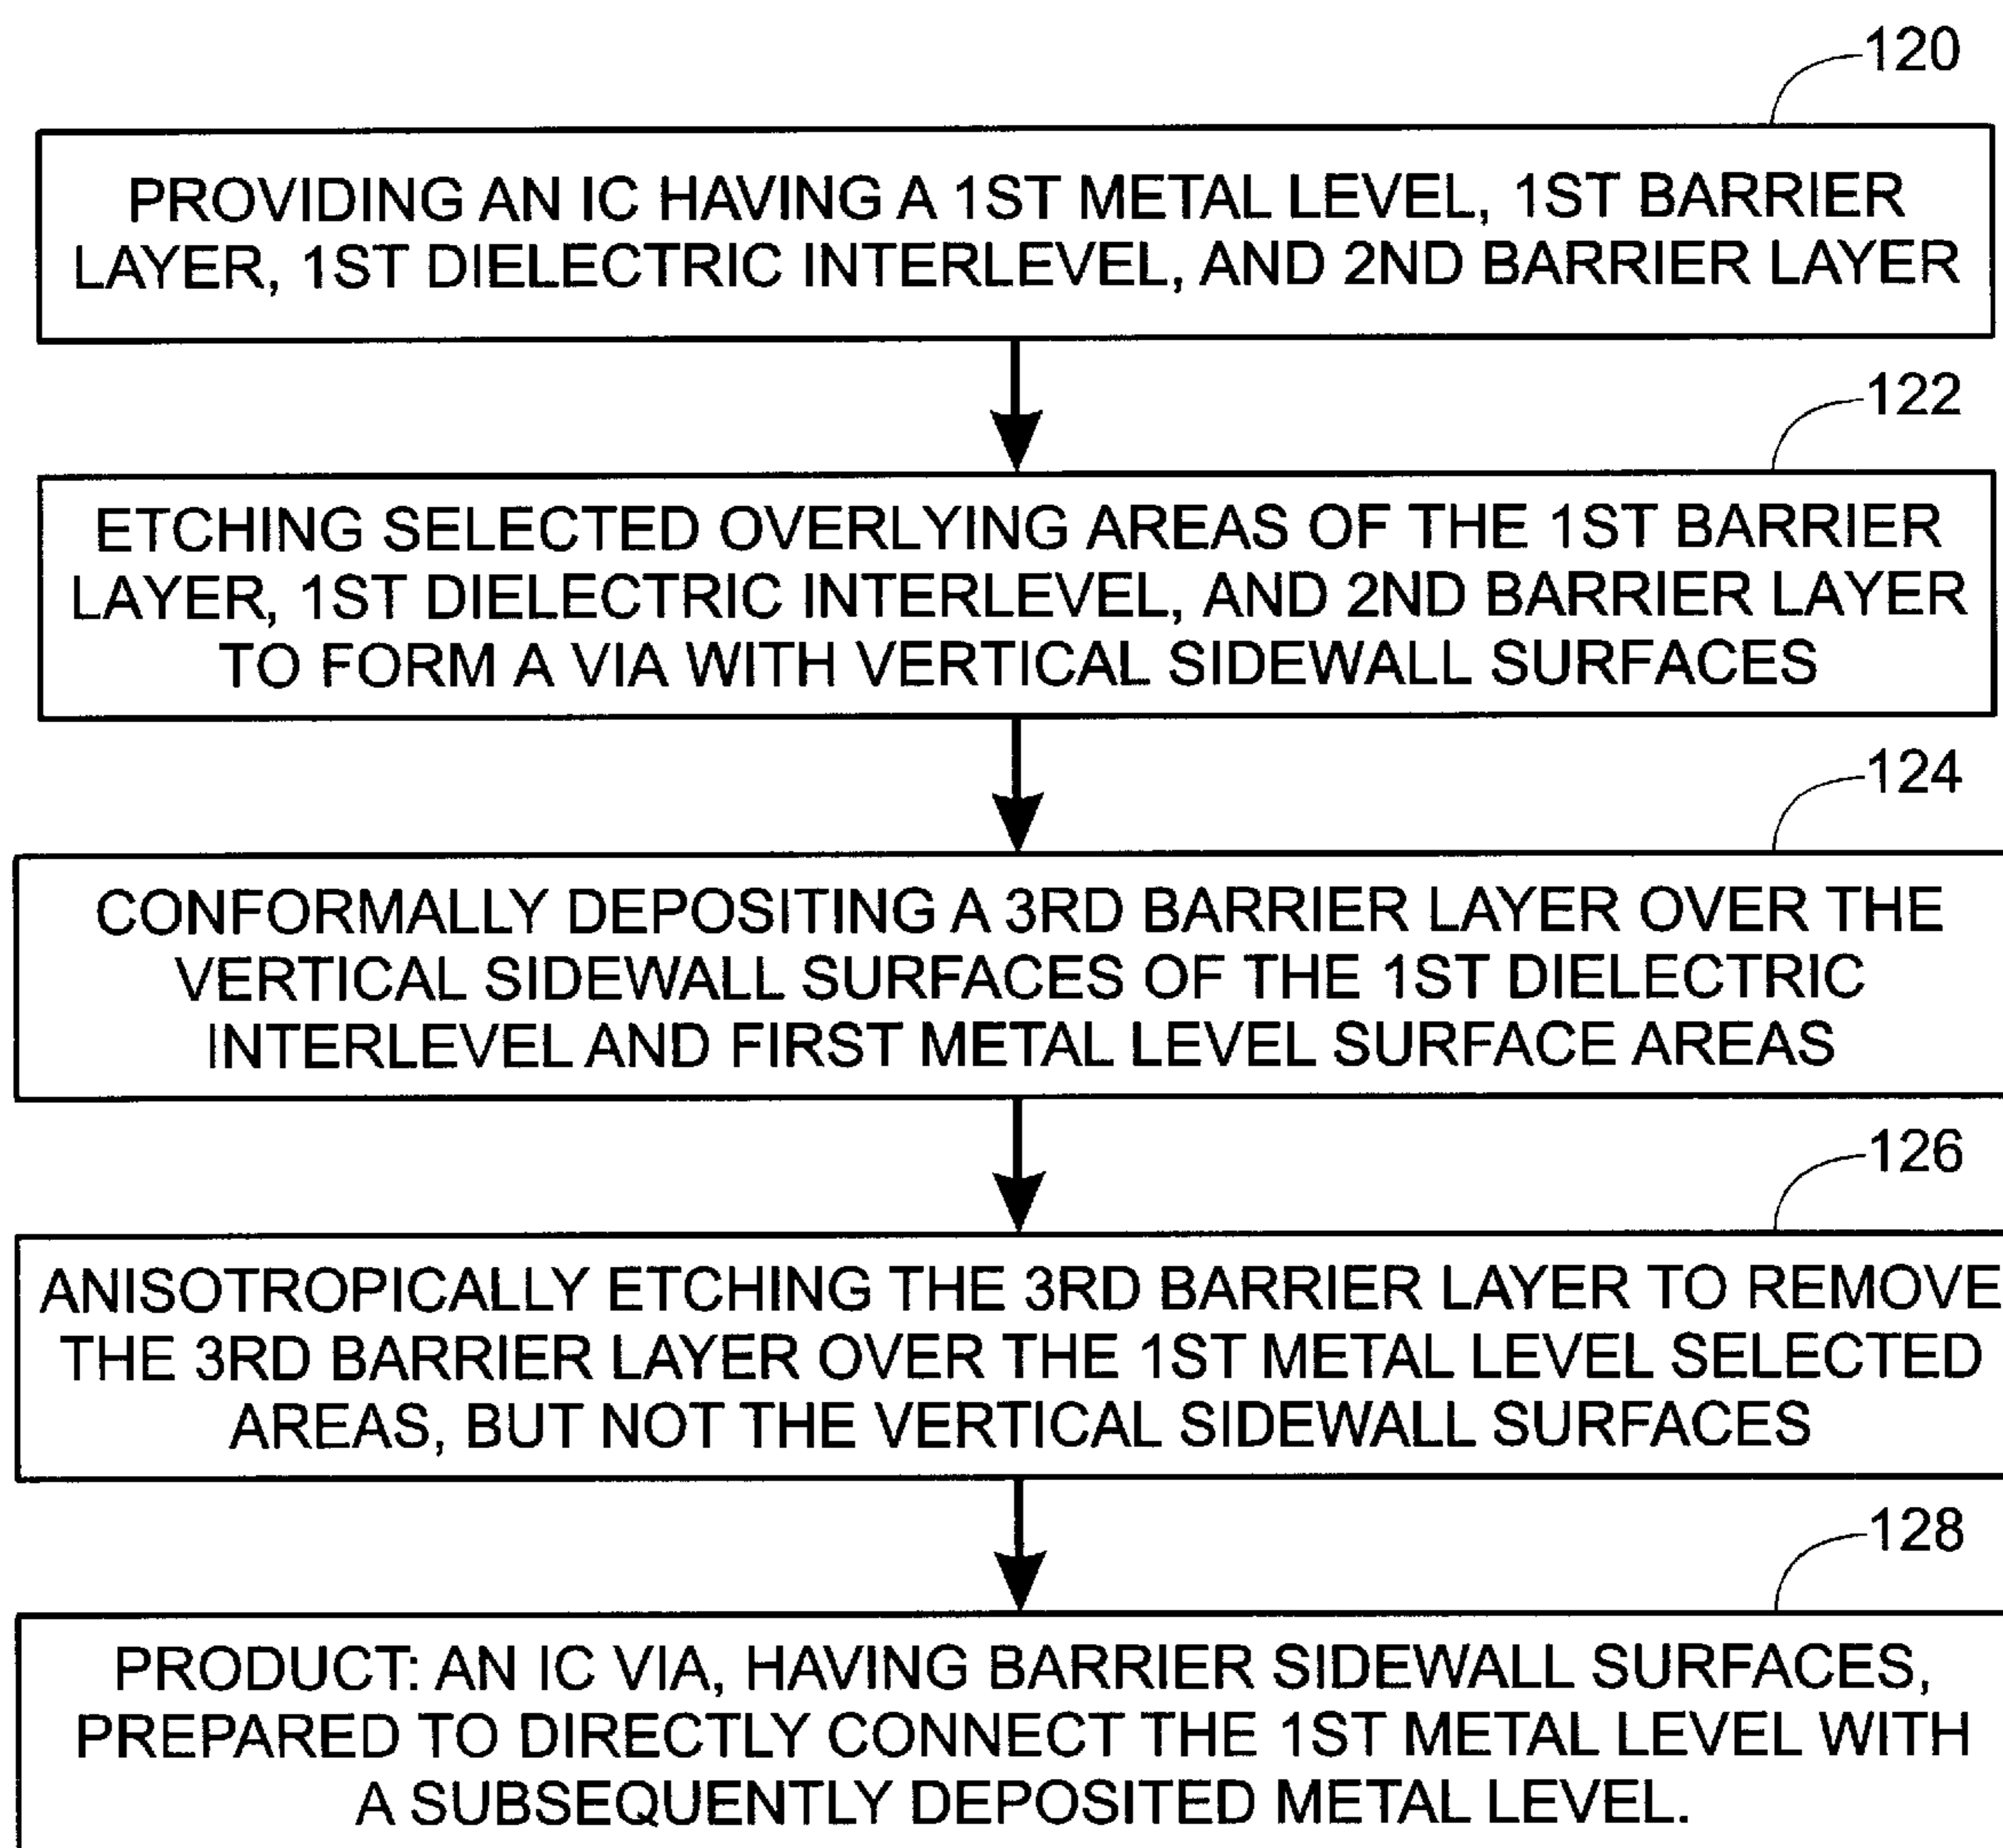 120
PROVIDING AN IC HAVING A 1ST METAL LEVEL, 1ST BARRIER
LAYER, 1ST DIELECTRIC INTERLEVEL, AND 2ND BARRIER LAYER
122
ETCHING SELECTED OVERLYING AREAS OF THE 1ST BARRIER
LAYER, 1ST DIELECTRIC INTERLEVEL, AND 2ND BARRIER LAYER
TO FORM A VIA WITH VERTICAL SIDEWALL SURFACES
124
CONFORMALLY DEPOSITING A 3RD BARRIER LAYER OVER THE
VERTICAL SIDEWALL SURFACES OF THE 1ST DIELECTRIC
INTERLEVEL AND FIRST METAL LEVEL SURFACE AREAS
126
ANISOTROPICALLY ETCHING THE 3RD BARRIER LAYER TO REMOVE
THE 3RD BARRIER LAYER OVER THE 1ST METAL LEVEL SELECTED
AREAS, BUT NOT THE VERTICAL SIDEWALL SURFACES
128
PRODUCT: AN IC VIA, HAVING BARRIER SIDEWALL SURFACES,
PREPARED TO DIRECTLY CONNECT THE 1ST METAL LEVEL WITH
A SUBSEQUENTLY DEPOSITED METAL LEVEL.